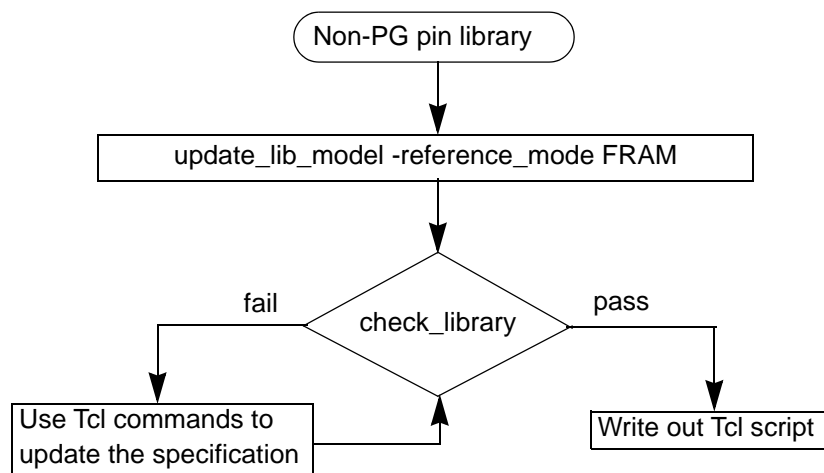 Non-PG pin library
update_lib_model -reference_mode FRAM
fail
pass
check_library
Use Tcl commands to
update the specification
Write out Tcl script